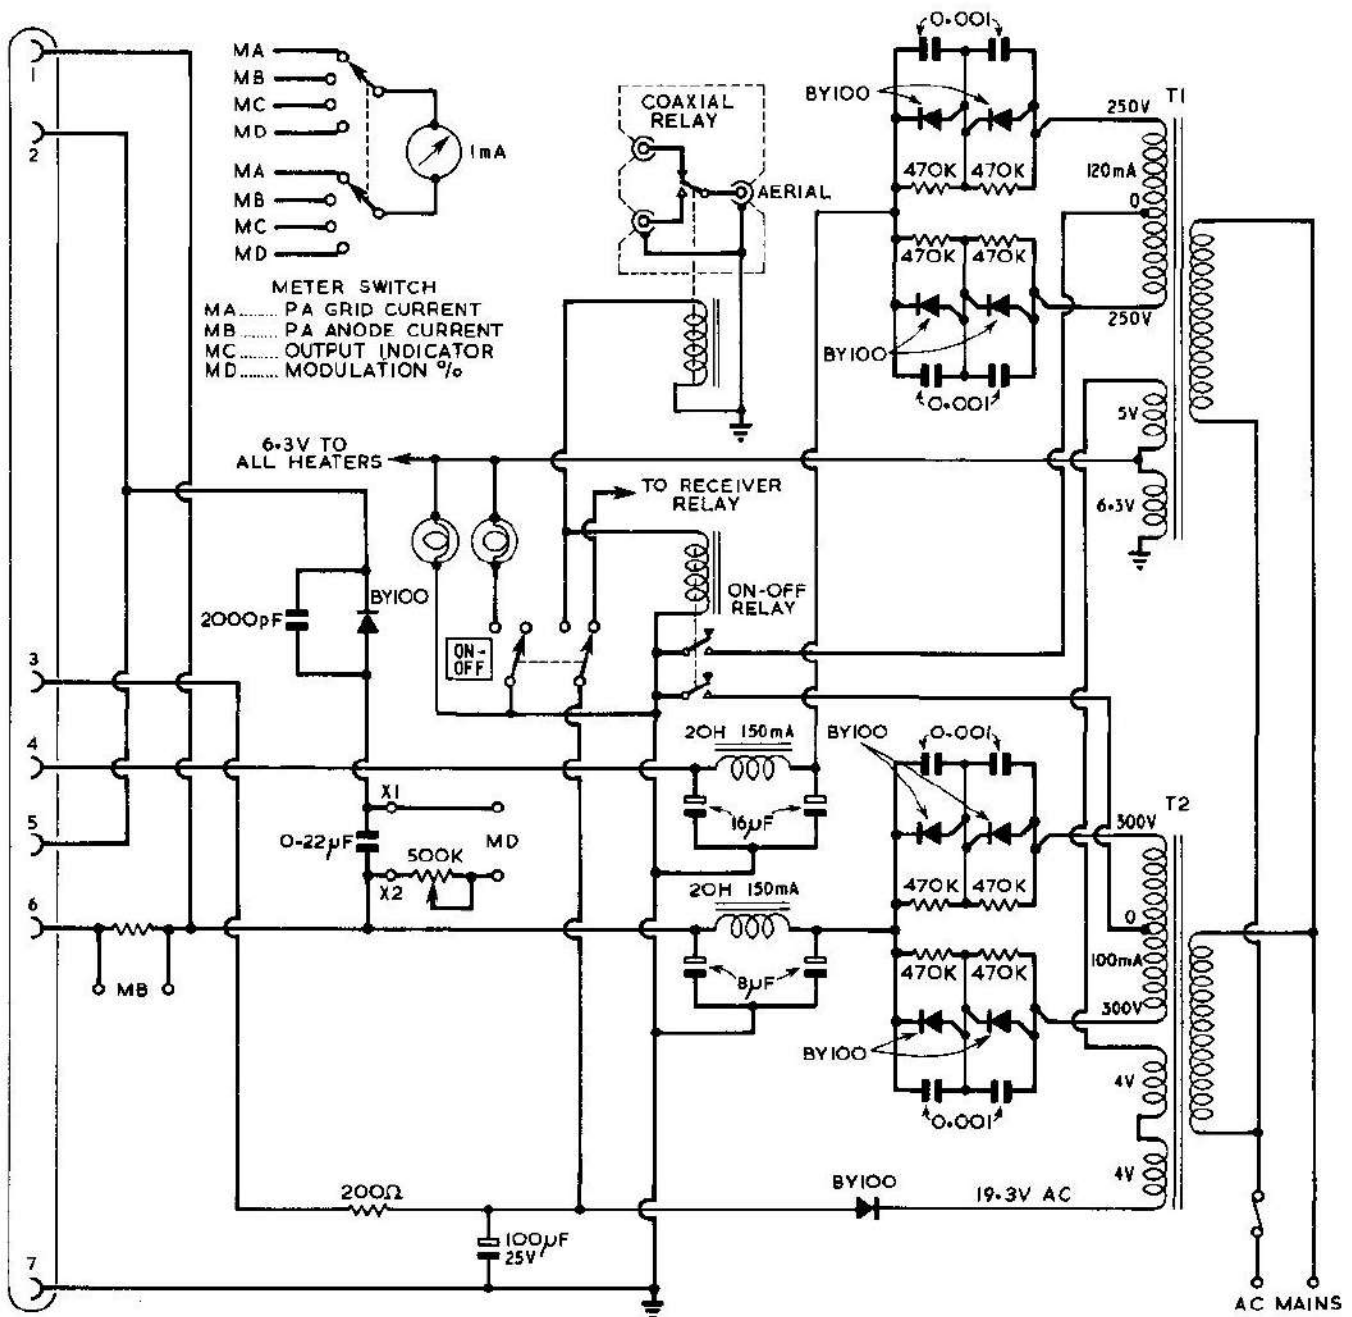 0.001
1
MA
MB
MC
MD
COAXIAL
RELAY
BY100
T1
250V
2
1mA
MA
MB
MC
MD
AERIAL
470K 470K
120mA
0
470K 470K
250V
METER SWITCH
MA........ PA GRID CURRENT
MB........ PA ANODE CURRENT
MC........ OUTPUT INDICATOR
MD........ MODULATION %
BY100
0.001
5V
6.3V TO
ALL HEATERS
TO RECEIVER
RELAY
6.3V
2000pF
BY100
ON-OFF
RELAY
ON-
OFF
3
4
20H 150mA
BY100
0.001
T2
300V
X1
MD
16µF
5
0-22µF
500K
X2
470K 470K
20H 150mA
6
0
MB
8µF
470K 470K
100mA
300V
BY100
0.001
4V
4V
200Ω
BY100
19.3V AC
100µF
25V
7
AC MAINS